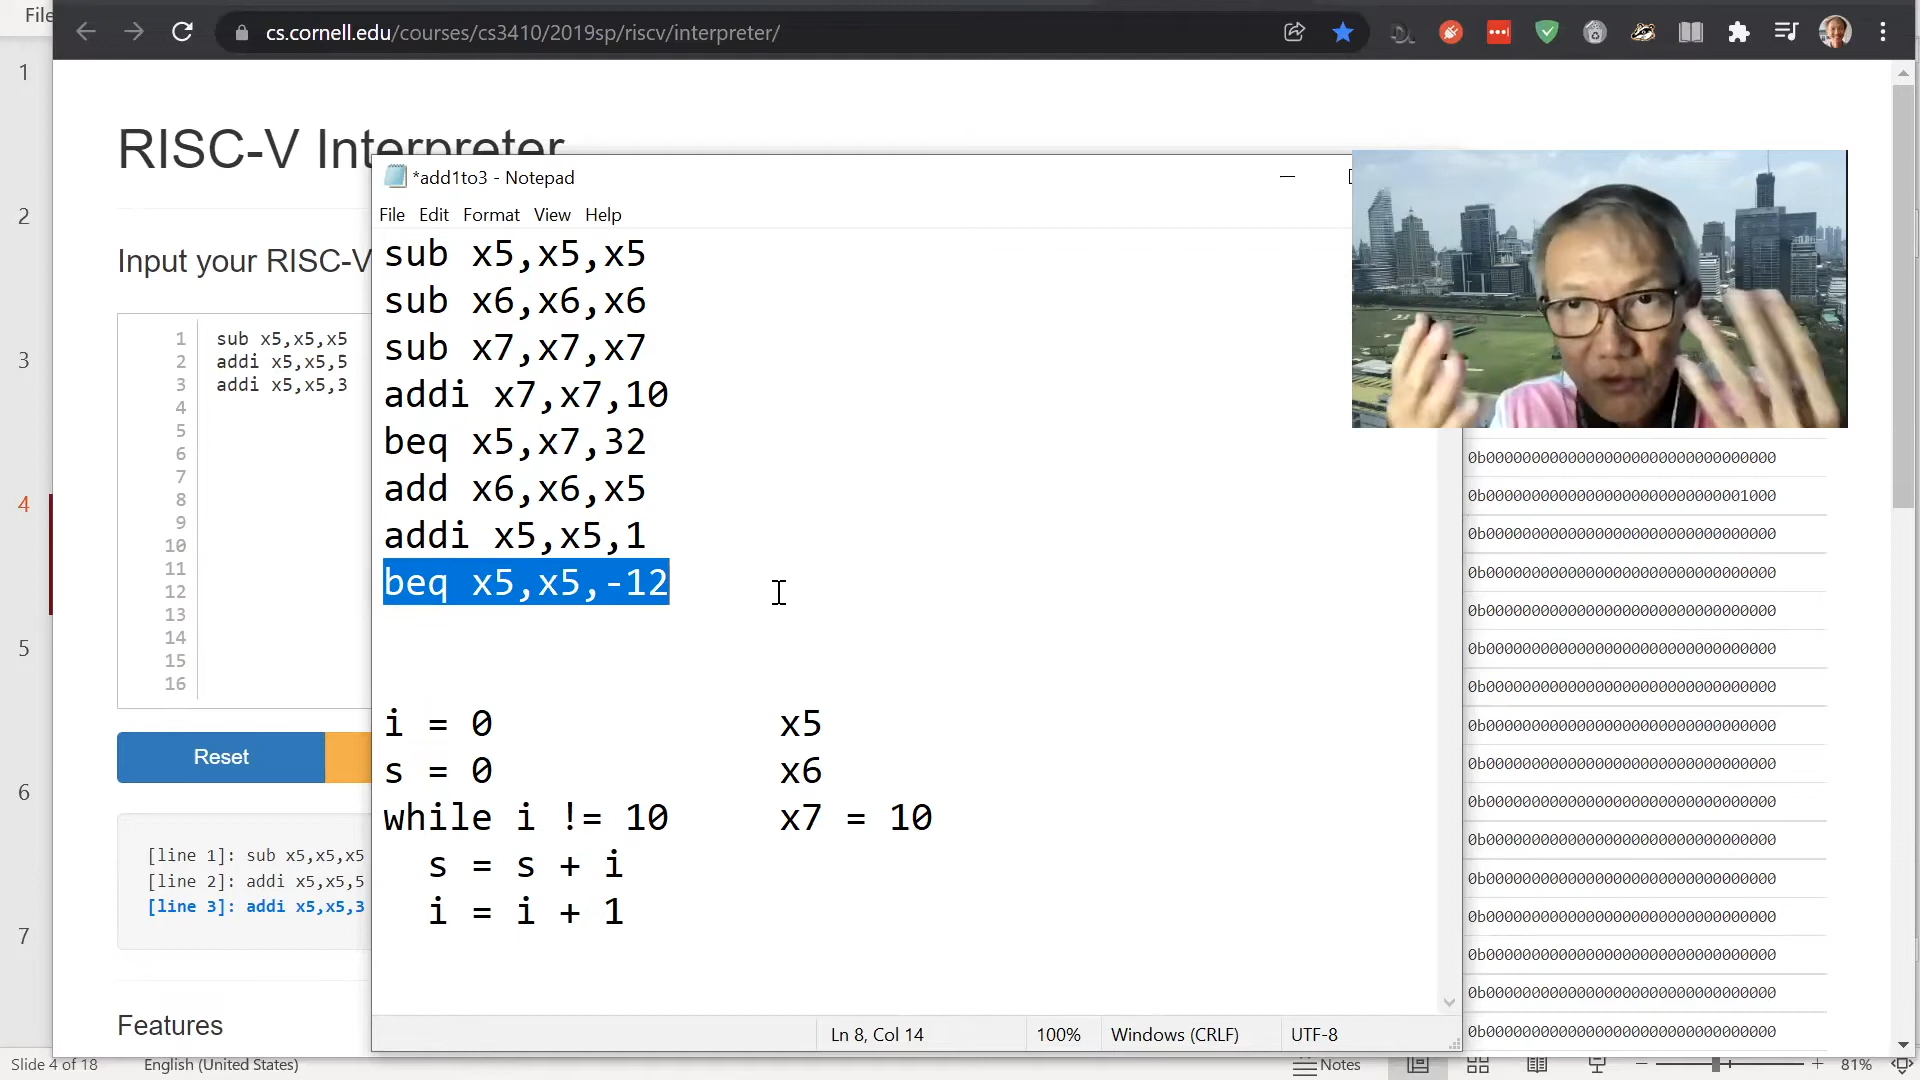 File
cs.cornell.edu/courses/cs3410/2019sp/riscv/interpreter/
RISC-V Interpreter
Input your RISC-V
1 sub x5,x5,x5
2 addi x5,x5,5
3 addi x5,x5,3
4
5
6
7
8
9
10
11
12
13
14
15
16
Reset
[line 1]: sub x5,x5,x5
[line 2]: addi x5,x5,5
[line 3]: addi x5,x5,3
Features
*add1to3 - Notepad
File Edit Format View Help
sub x5,x5,x5
sub x6,x6,x6
sub x7,x7,x7
addi x7,x7,10
beq x5,x7,32
add x6,x6,x5
addi x5,x5,1
beq x5,x5,-12
i = 0 x5
s = 0 x6
while i != 10 x7 = 10
s = s + i
i = i + 1
Ln 8, Col 14 100% Windows (CRLF) UTF-8
0b00000000000000000000000000000000
0b00000000000000000000000000001000
0b00000000000000000000000000000000
0b00000000000000000000000000000000
0b00000000000000000000000000000000
0b00000000000000000000000000000000
0b00000000000000000000000000000000
0b00000000000000000000000000000000
0b00000000000000000000000000000000
0b00000000000000000000000000000000
0b00000000000000000000000000000000
0b00000000000000000000000000000000
0b00000000000000000000000000000000
0b00000000000000000000000000000000
0b00000000000000000000000000000000
0b00000000000000000000000000000000
1
2
3
4
5
6
7
Slide 4 of 18 English (United States) Notes 81%